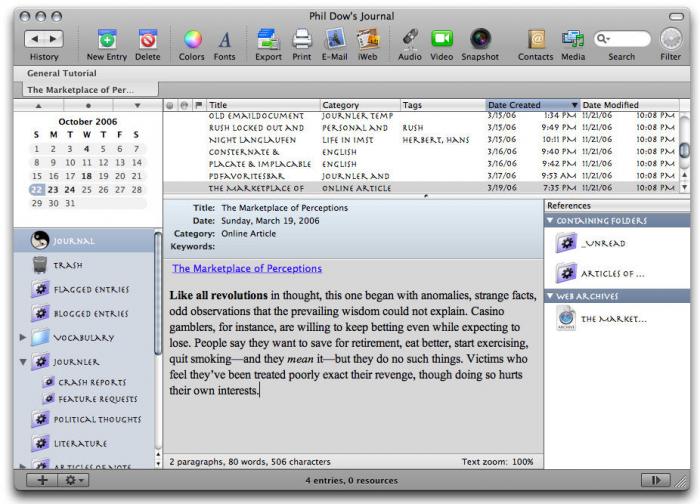 Phil Dow's Journal
History New Entry Delete Colors Fonts Export Print E-Mail iWeb Audio Video Snapshot Contacts Media Search Filter
General Tutorial
The Marketplace of Per...
October 2006
S M T W T F S
1 2 3 4 5 6 7
8 9 10 11 12 13 14
15 16 17 18 19 20 21
22 23 24 25 26 27 28
29 30 31
JOURNAL
TRASH
FLAGGED ENTRIES
BLOGGED ENTRIES
VOCABULARY
JOURNLER
CRASH REPORTS
FEATURE REQUESTS
POLITICAL THOUGHTS
LITERATURE
ARTICLES OF NOTE
Title Category Tags Date Created Date Modified
OLD EMAILDOCUMENT JOURNLER TEMP 3/15/06 1:34 PM 11/21/06 10:08 PM
RUSH LOCKED OUT AND PERSONAL AND RUSH 3/15/06 9:49 PM 11/21/06 10:08 PM
NIGHT LANGLAUFEN LIFE IN IMST HERBERT, HANS 3/15/06 10:11 PM 11/21/06 10:08 PM
CONSTERNATE & ENGLISH 3/16/06 9:40 PM 11/21/06 10:08 PM
PLACATE & IMPLACABLE ENGLISH 3/16/06 9:42 PM 11/21/06 10:08 PM
PDFAVORITESBAR JOURNLER AND 3/17/06 9:53 AM 11/21/06 10:08 PM
THE MARKETPLACE OF ONLINE ARTICLE 3/19/06 7:35 PM 11/21/06 10:08 PM
Title: The Marketplace of Perceptions
Date: Sunday, March 19, 2006
Category: Online Article
Keywords:
The Marketplace of Perceptions
Like all revolutions in thought, this one began with anomalies, strange facts,
odd observations that the prevailing wisdom could not explain. Casino
gamblers, for instance, are willing to keep betting even while expecting to
lose. People say they want to save for retirement, eat better, start exercising,
quit smoking—and they mean it—but they do no such things. Victims who
feel they've been treated poorly exact their revenge, though doing so hurts
their own interests.
2 paragraphs, 80 words, 506 characters Text zoom: 100%
References
CONTAINING FOLDERS
_UNREAD
ARTICLES OF ...
WEB ARCHIVES
ARCHIVE
THE MARKET...
4 entries, 0 resources